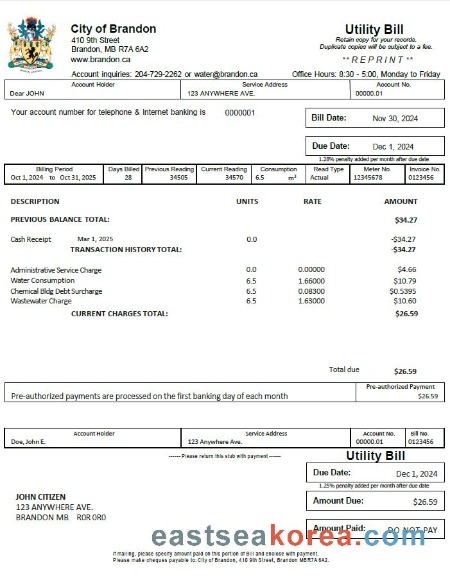 City of Brandon
410 9th Street
Brandon, MB R7A 6A2
www.brandon.ca
Utility Bill
Retain copy for your records.
Duplicate copies will be subject to a fee.
**REPRINT**
Account inquiries: 204-729-2262 or water@brandon.ca
Office Hours: 8:30 - 5:00, Monday to Friday
Account Holder Service Address Account No.
Dear JOHN 123 ANYWHERE AVE. 00000.01
Your account number for telephone & Internet banking is 0000001
Bill Date: Nov 30, 2024
Due Date: Dec 1, 2024
1.25% penalty added per month after due date
Billing Period Days Billed Previous Reading Current Reading Consumption Read Type Meter No. Invoice No.
Oct 1, 2024 to Oct 31, 2025 28 34505 34570 6.5 m³ Actual 12345678 0123456
DESCRIPTION UNITS RATE AMOUNT
PREVIOUS BALANCE TOTAL: $34.27
Cash Receipt Mar 1, 2025 0.0 -$34.27
TRANSACTION HISTORY TOTAL: -$34.27
Administrative Service Charge 0.0 0.00000 $4.66
Water Consumption 6.5 1.66000 $10.79
Chemical Bldg Debt Surcharge 6.5 0.08300 $0.5395
Wastewater Charge 6.5 1.63000 $10.60
CURRENT CHARGES TOTAL: $26.59
Total due $26.59
Pre-authorized payments are processed on the first banking day of each month
Pre-authorized Payment
$26.59
Account Holder Service Address Account No. Bill No.
Doe, John E. 123 Anywhere Ave. 00000.01 0123456
------ Please return this stub with payment ------
Utility Bill
Due Date: Dec 1, 2024
1.25% penalty added per month after due date
JOHN CITIZEN
123 ANYWHERE AVE.
BRANDON MB R0R 0R0
Amount Due: $26.59
Amount Paid: DO NOT PAY
eastseakorea.com
If mailing, please specify amount paid on this portion of Bill and enclose with payment.
Please make cheques payable to: City of Brandon, 410 9th Street, Brandon MB R7A 6A2.